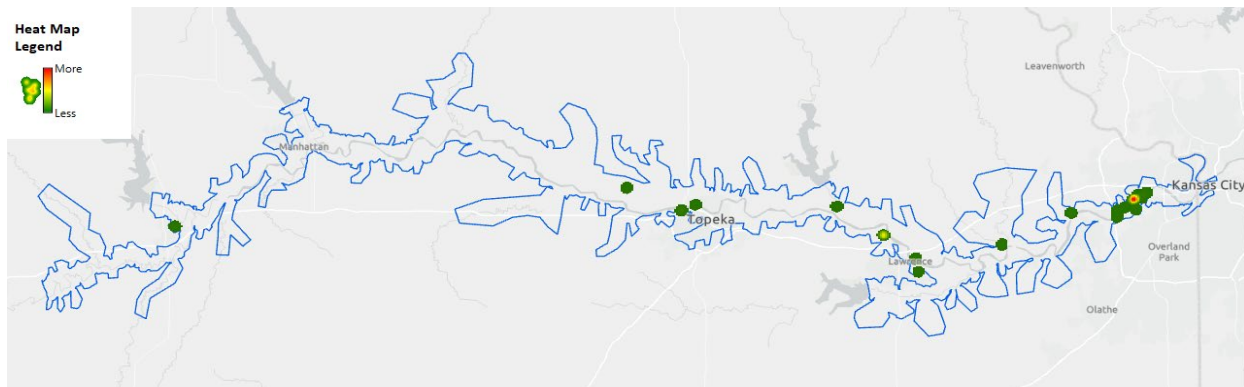 Heat Map
Legend
More
Less
Leavenworth
Manhattan
Kansas City
Topeka
Overland
Park
Lawrence
Olathe